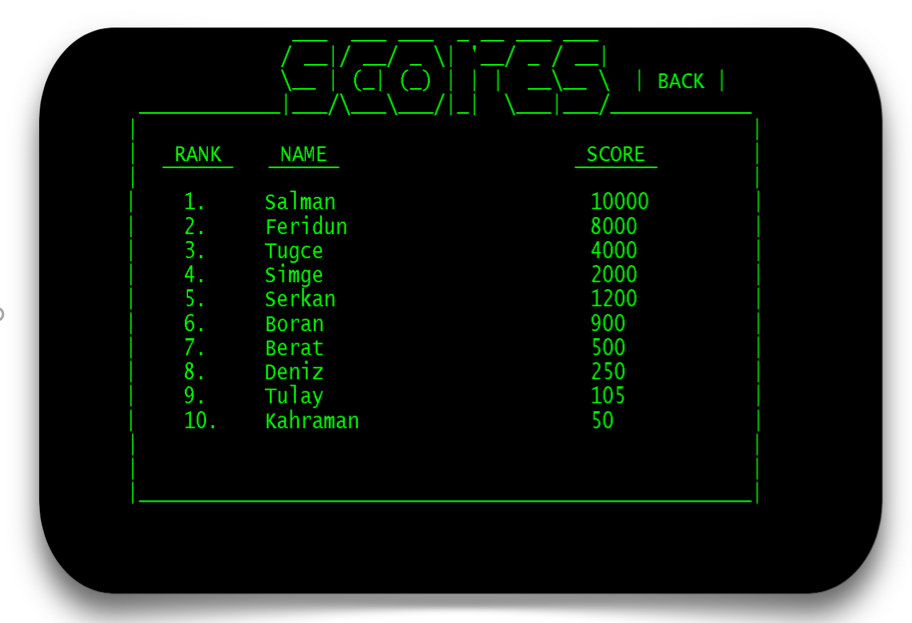 Scores
| BACK |
RANK NAME SCORE
1. Salman 10000
2. Feridun 8000
3. Tugce 4000
4. Simge 2000
5. Serkan 1200
6. Boran 900
7. Berat 500
8. Deniz 250
9. Tulay 105
10. Kahraman 50